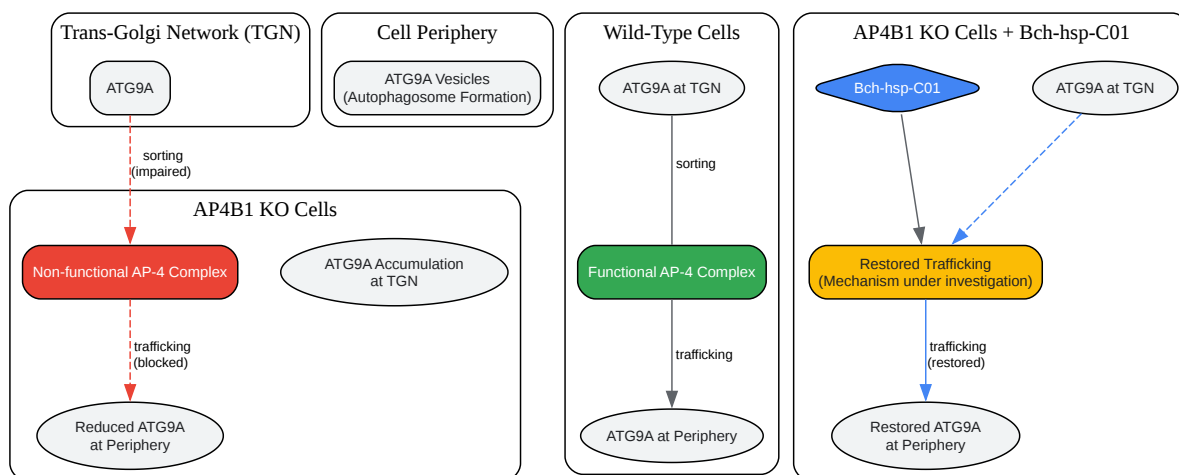 Trans-Golgi Network (TGN)
ATG9A
sorting
(impaired)
Cell Periphery
ATG9A Vesicles
(Autophagosome Formation)
AP4B1 KO Cells
Non-functional AP-4 Complex
ATG9A Accumulation
at TGN
trafficking
(blocked)
Reduced ATG9A
at Periphery
Wild-Type Cells
ATG9A at TGN
sorting
Functional AP-4 Complex
trafficking
ATG9A at Periphery
AP4B1 KO Cells + Bch-hsp-C01
Bch-hsp-C01
ATG9A at TGN
Restored Trafficking
(Mechanism under investigation)
trafficking
(restored)
Restored ATG9A
at Periphery